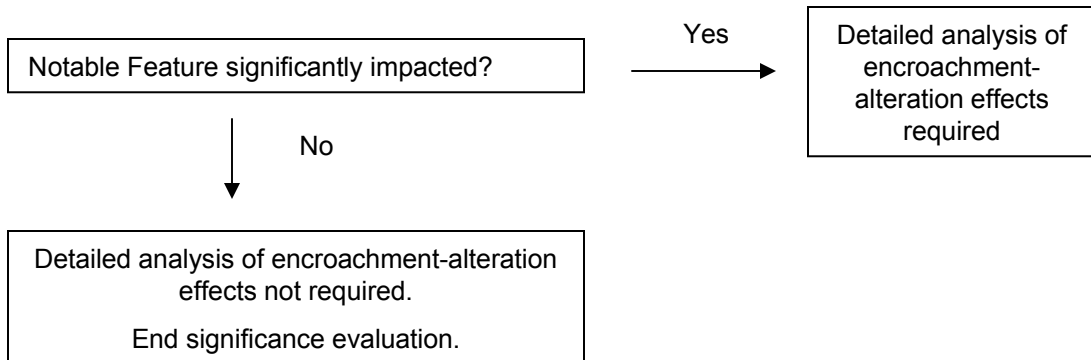 Notable Feature significantly impacted?
Yes
Detailed analysis of
encroachment-
alteration effects
required
No
Detailed analysis of encroachment-alteration
effects not required.
End significance evaluation.